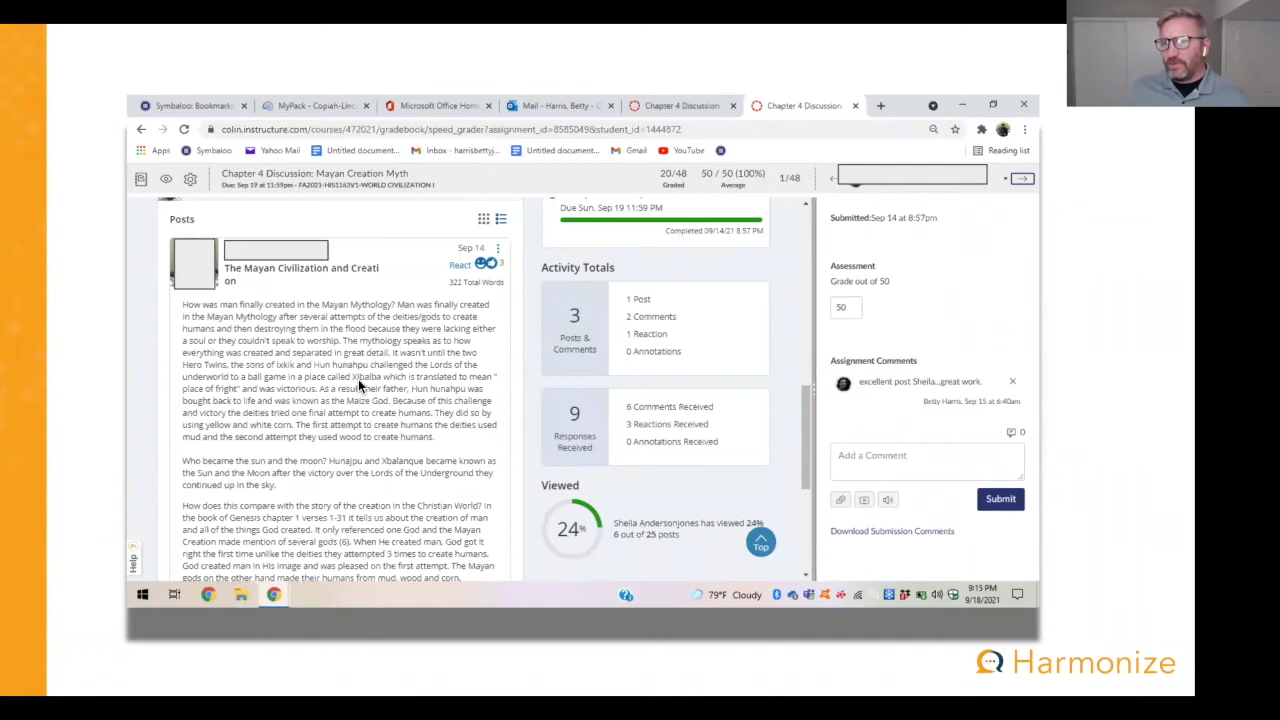 Symbaloo: Bookmark
MyPack - Copiah-Linc
Microsoft Office Home
Mail - Harris, Betty - C
Chapter 4 Discussion:
Chapter 4 Discussion:
colin.instructure.com/courses/472021/gradebook/speed_grader?assignment_id=8585049&student_id=1444872
Apps
Symbaloo
Yahoo Mail
Untitled document...
Inbox - harrisbettyj...
Untitled document...
Gmail
YouTube
Reading list
Chapter 4 Discussion: Mayan Creation Myth
Due: Sep 19 at 11:59pm - FA2021-HIS1163V1-WORLD CIVILIZATION I
20/48
Graded
50 / 50 (100%)
Average
1/48
Posts
Sep 14
The Mayan Civilization and Creati
on
React
3
322 Total Words
How was man finally created in the Mayan Mythology? Man was finally created
in the Mayan Mythology after several attempts of the deities/gods to create
humans and then destroying them in the flood because they were lacking either
a soul or they couldn't speak to worship. The mythology speaks as to how
everything was created and separated in great detail. It wasn't until the two
Hero Twins, the sons of Ixkik and Hun hunahpu challenged the Lords of the
underworld to a ball game in a place called Xibalba which is translated to mean "
place of fright" and was victorious. As a result their father, Hun hunahpu was
bought back to life and was known as the Maize God. Because of this challenge
and victory the deities tried one final attempt to create humans. They did so by
using yellow and white corn. The first attempt to create humans the deities used
mud and the second attempt they used wood to create humans.
Who became the sun and the moon? Hunajpu and Xbalanque became known as
the Sun and the Moon after the victory over the Lords of the Underground they
continued up in the sky.
How does this compare with the story of the creation in the Christian World? In
the book of Genesis chapter 1 verses 1-31 it tells us about the creation of man
and all of the things God created. It only referenced one God and the Mayan
Creation made mention of several gods (6). When He created man, God got it
right the first time unlike the deities they attempted 3 times to create humans.
God created man in His image and was pleased on the first attempt. The Mayan
gods on the other hand made their humans from mud, wood and corn.
Due Sun, Sep 19 11:59 PM
Completed 09/14/21 8:57 PM
Activity Totals
3
Posts &
Comments
1 Post
2 Comments
1 Reaction
0 Annotations
9
Responses
Received
6 Comments Received
3 Reactions Received
0 Annotations Received
Viewed
24%
Sheila Andersonjones has viewed 24%
6 out of 25 posts
Top
Submitted:Sep 14 at 8:57pm
Assessment
Grade out of 50
50
Assignment Comments
excellent post Sheila...great work.
Betty Harris, Sep 15 at 6:40am
0
Add a Comment
Submit
Download Submission Comments
Help
79°F Cloudy
9:15 PM
9/18/2021
Harmonize